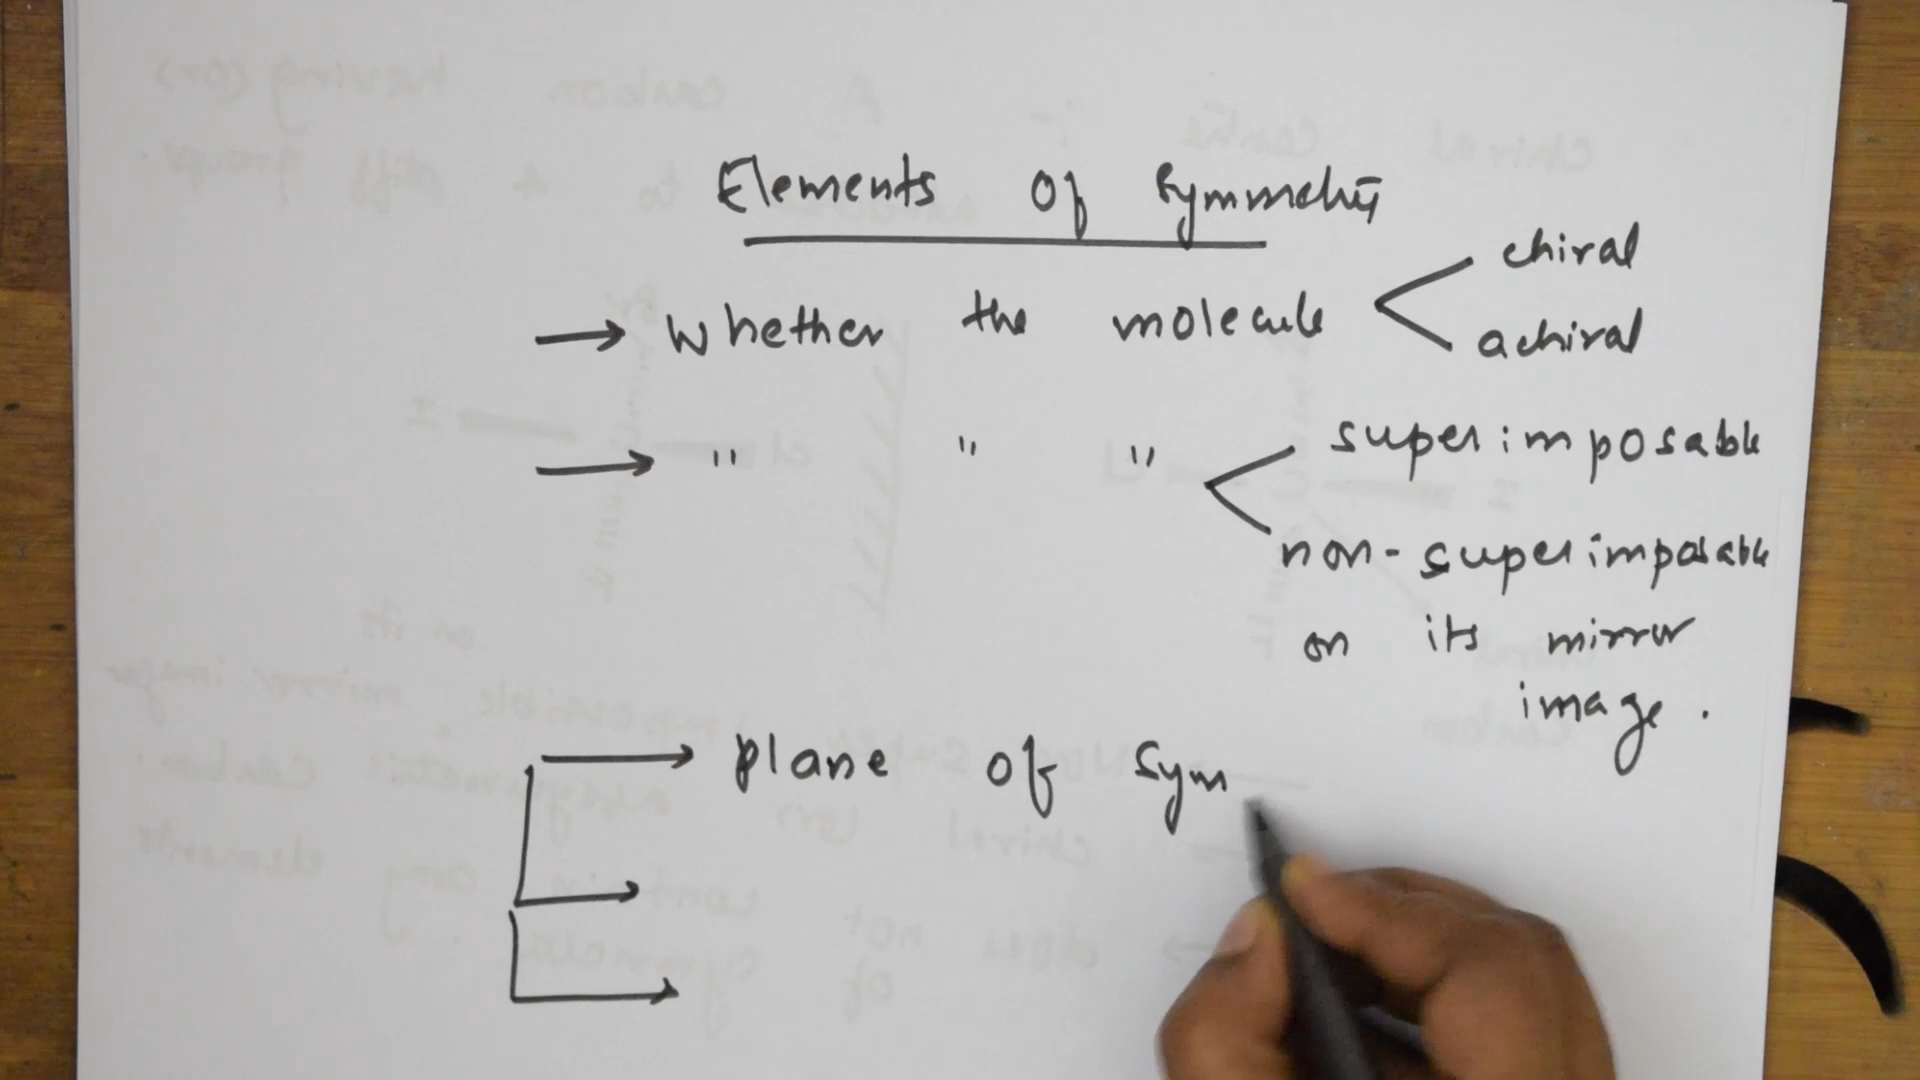 Elements of Symmetry
→ Whether the molecule < chiral
achiral
→ " " " < superimposable
non-superimposable
on its mirror
image.
→ plane of Sym